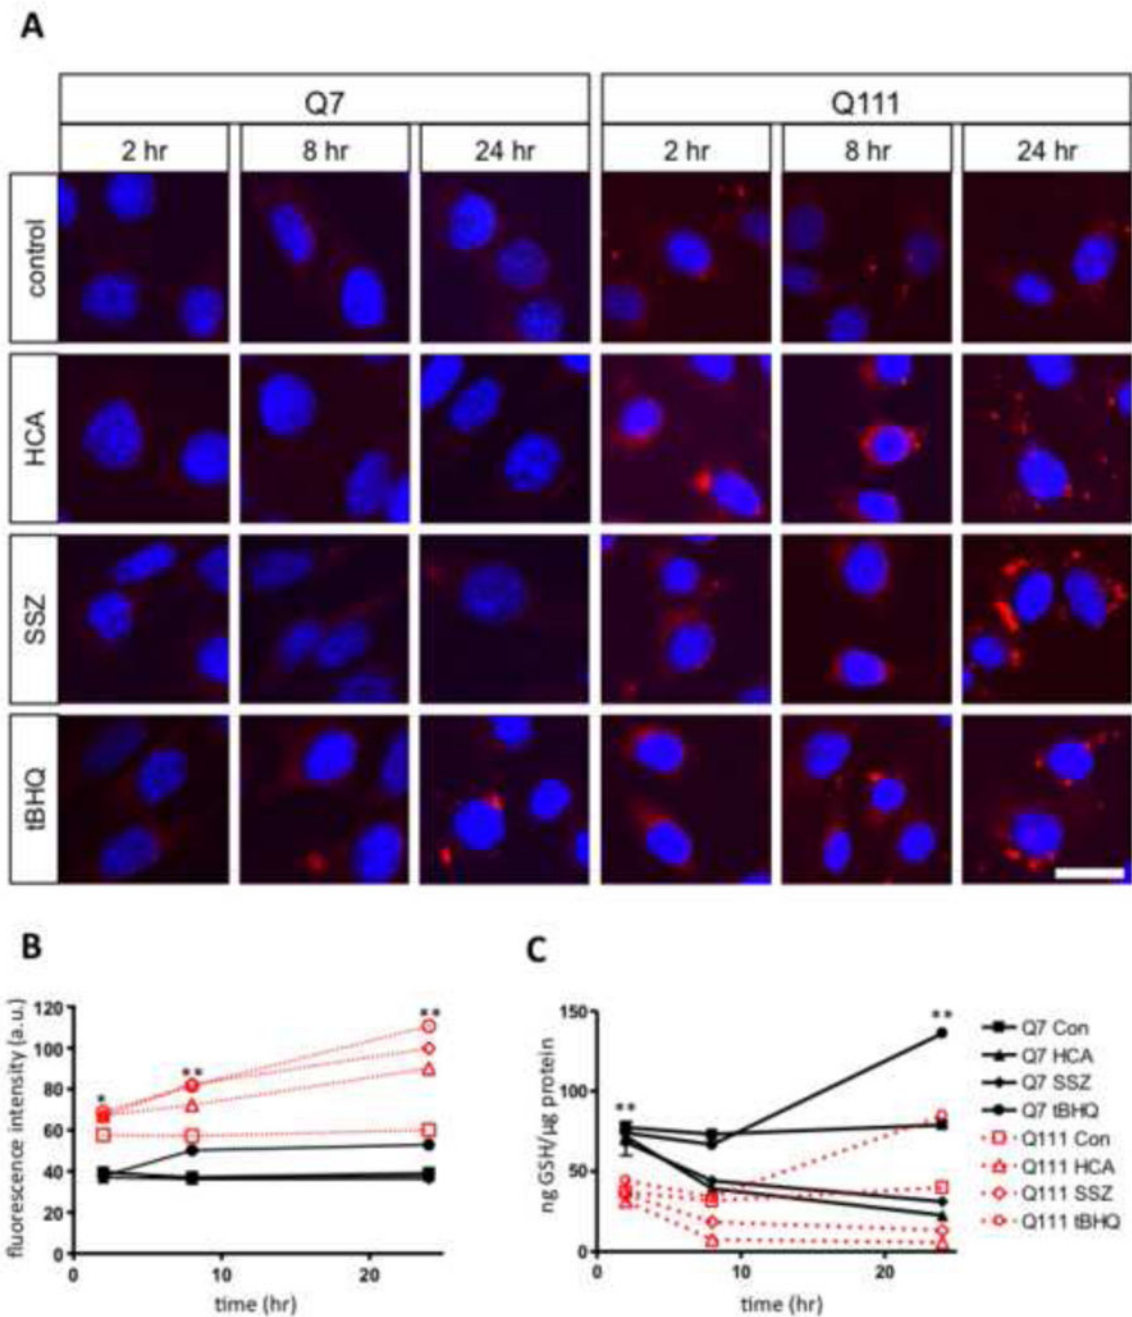 A
Q7 Q111
2 hr 8 hr 24 hr 2 hr 8 hr 24 hr
control
HCA
SSZ
tBHQ
B
C
fluorescence intensity (a.u.)
120
100
80
60
40
20
0
0 10 20
time (hr)
*
**
**
ng GSH/µg protein
150
100
50
0
0 10 20
time (hr)
**
**
Q7 Con
Q7 HCA
Q7 SSZ
Q7 tBHQ
Q111 Con
Q111 HCA
Q111 SSZ
Q111 tBHQ